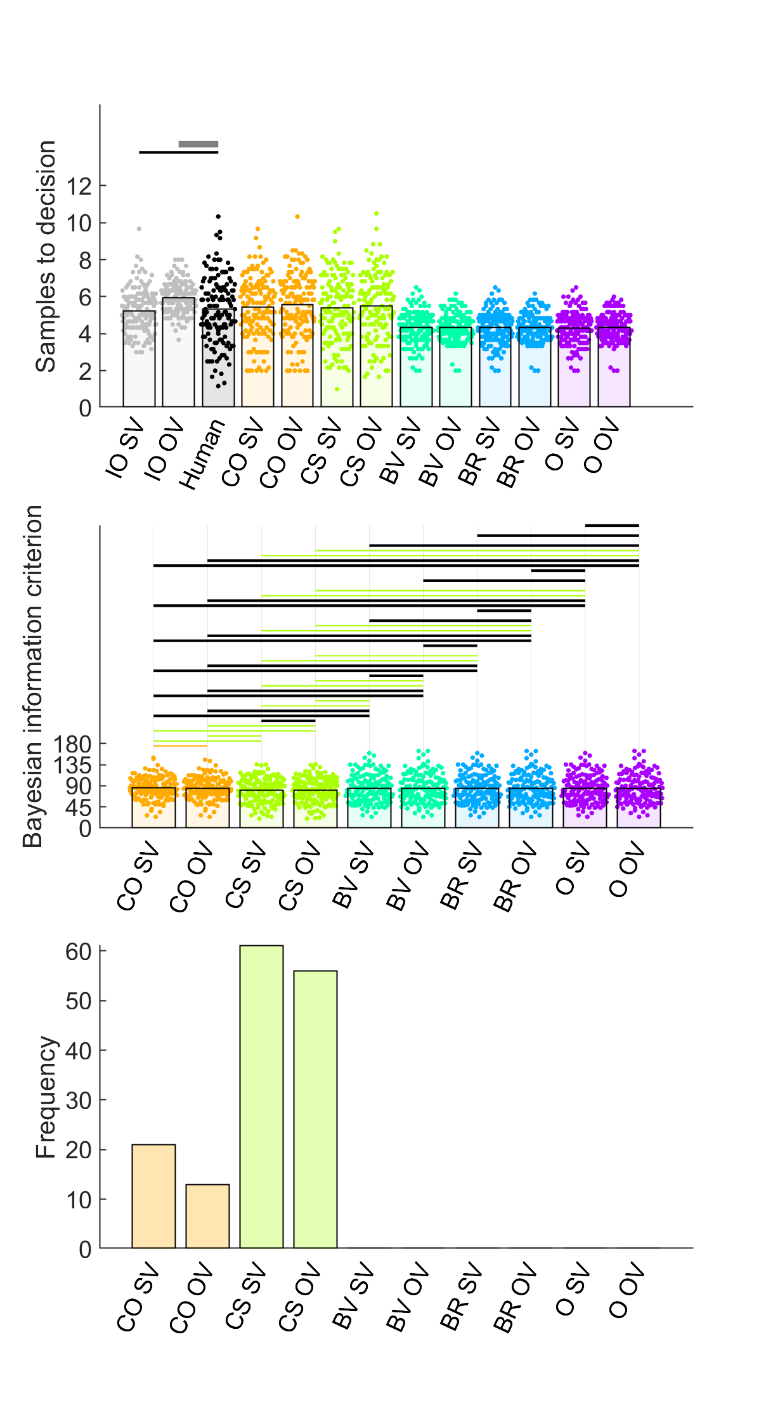 Samples to decision
12
10
8
6
4
2
0
IO SV
IO OV
Human
CO SV
CO OV
CS SV
CS OV
BV SV
BV OV
BR SV
BR OV
O SV
O OV
Bayesian information criterion
180
135
90
45
0
CO SV
CO OV
CS SV
CS OV
BV SV
BV OV
BR SV
BR OV
O SV
O OV
Frequency
60
50
40
30
20
10
0
CO SV
CO OV
CS SV
CS OV
BV SV
BV OV
BR SV
BR OV
O SV
O OV